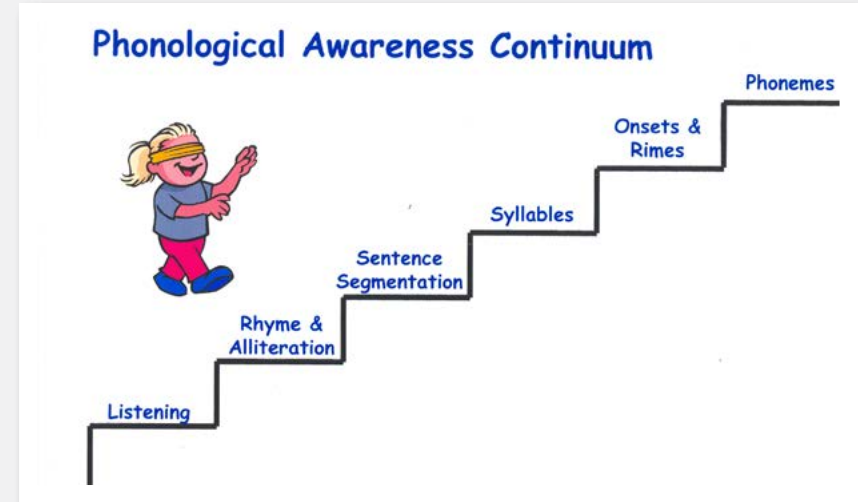 Phonological Awareness Continuum
Phonemes
Onsets &
Rimes
Syllables
Sentence
Segmentation
Rhyme &
Alliteration
Listening